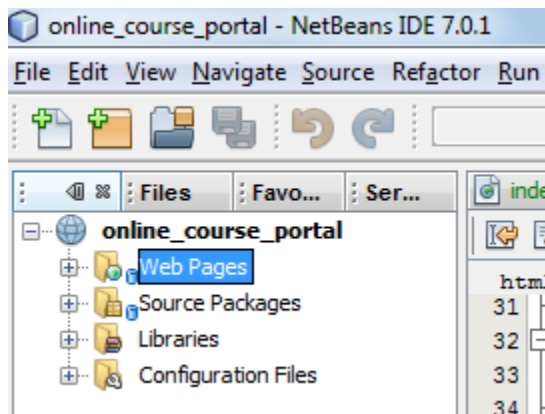 online_course_portal - NetBeans IDE 7.0.1
File Edit View Navigate Source Refactor Run
Files Favo... Ser... inde
online_course_portal
Web Pages
html
Source Packages
31
Libraries
32
Configuration Files
33
34